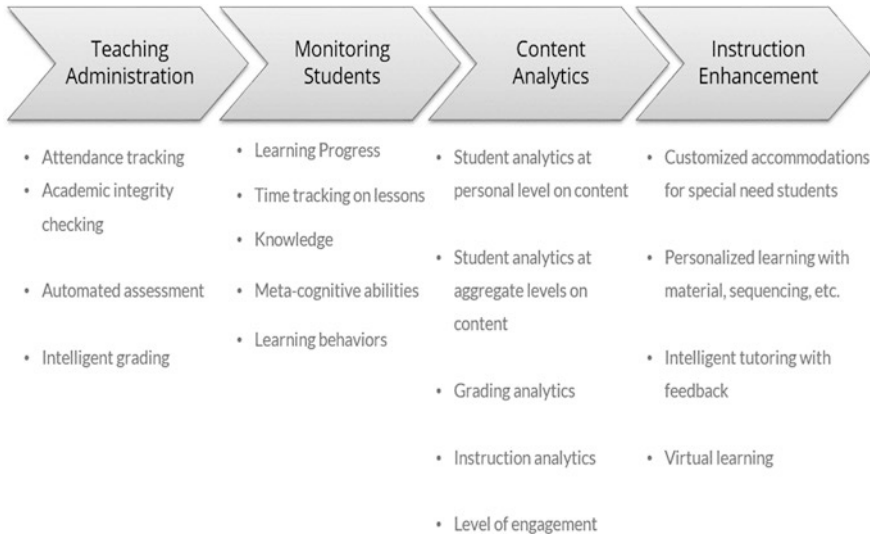 Teaching
Administration
Monitoring
Students
Content
Analytics
Instruction
Enhancement
• Attendance tracking
• Academic integrity
checking
• Automated assessment
• Intelligent grading
• Learning Progress
• Time tracking on lessons
• Knowledge
• Meta-cognitive abilities
• Learning behaviors
• Student analytics at
personal level on content
• Student analytics at
aggregate levels on
content
• Grading analytics
• Instruction analytics
• Level of engagement
• Customized accommodations
for special need students
• Personalized learning with
material, sequencing, etc.
• Intelligent tutoring with
feedback
• Virtual learning